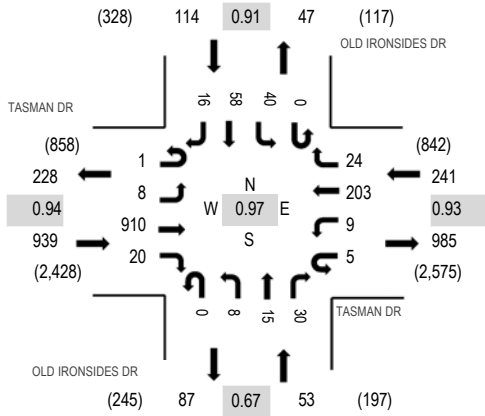 (328) 114 0.91 47 (117)
OLD IRONSIDES DR
TASMAN DR
16 58 40 0
(858) (842)
1 24
228 241
8 N 203
0.94 W 0.97 E 0.93
910 S 9
939 985
20 5
(2,428) (2,575)
0 8 15 30
TASMAN DR
OLD IRONSIDES DR
(245) 87 0.67 53 (197)